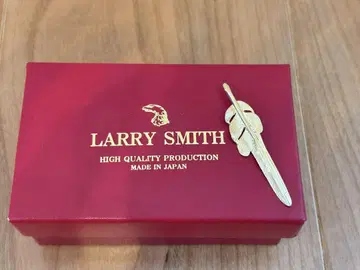 LARRY SMITH
HIGH QUALITY PRODUCTION
MADE IN JAPAN